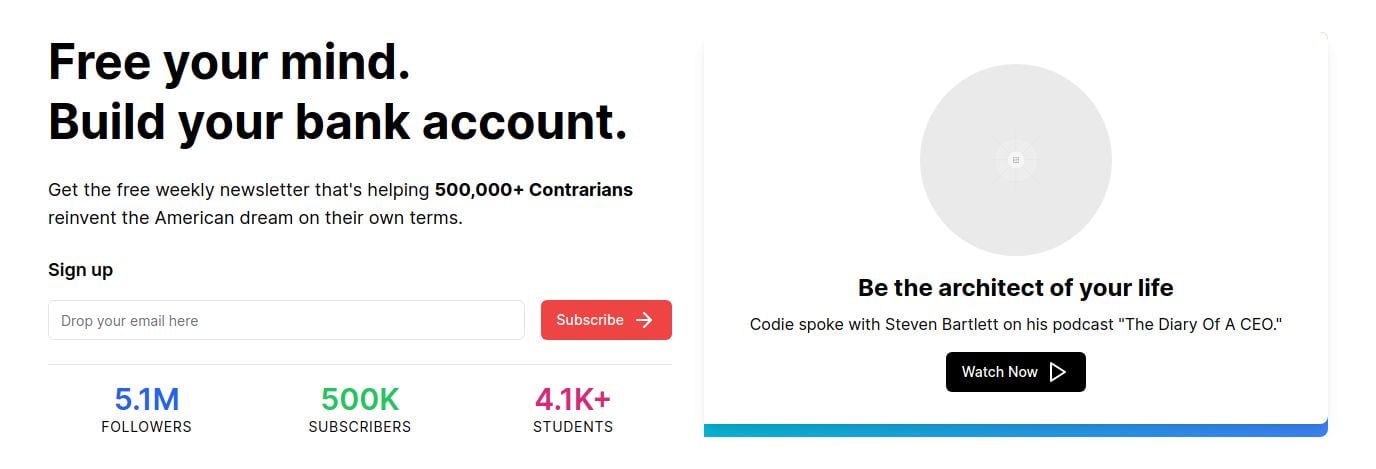 Free your mind.
Build your bank account.
Get the free weekly newsletter that's helping 500,000+ Contrarians
reinvent the American dream on their own terms.
Sign up
Drop your email here
Subscribe
5.1M
FOLLOWERS
500K
SUBSCRIBERS
4.1K+
STUDENTS
Be the architect of your life
Codie spoke with Steven Bartlett on his podcast "The Diary Of A CEO."
Watch Now